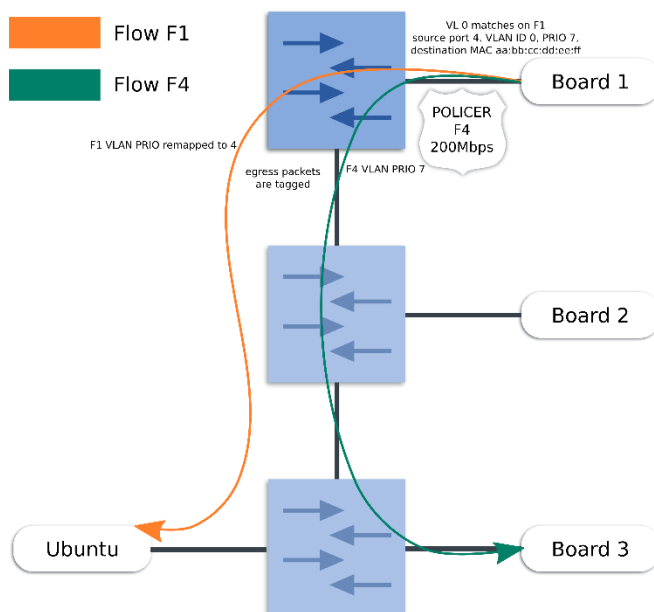 Flow F1
Flow F4
VL 0 matches on F1
source port 4, VLAN ID 0, PRIO 7,
destination MAC aa:bb:cc:dd:ee:ff
Board 1
POLICER
F4
200Mbps
F1 VLAN PRIO remapped to 4
egress packets
are tagged
F4 VLAN PRIO 7
Board 2
Ubuntu
Board 3